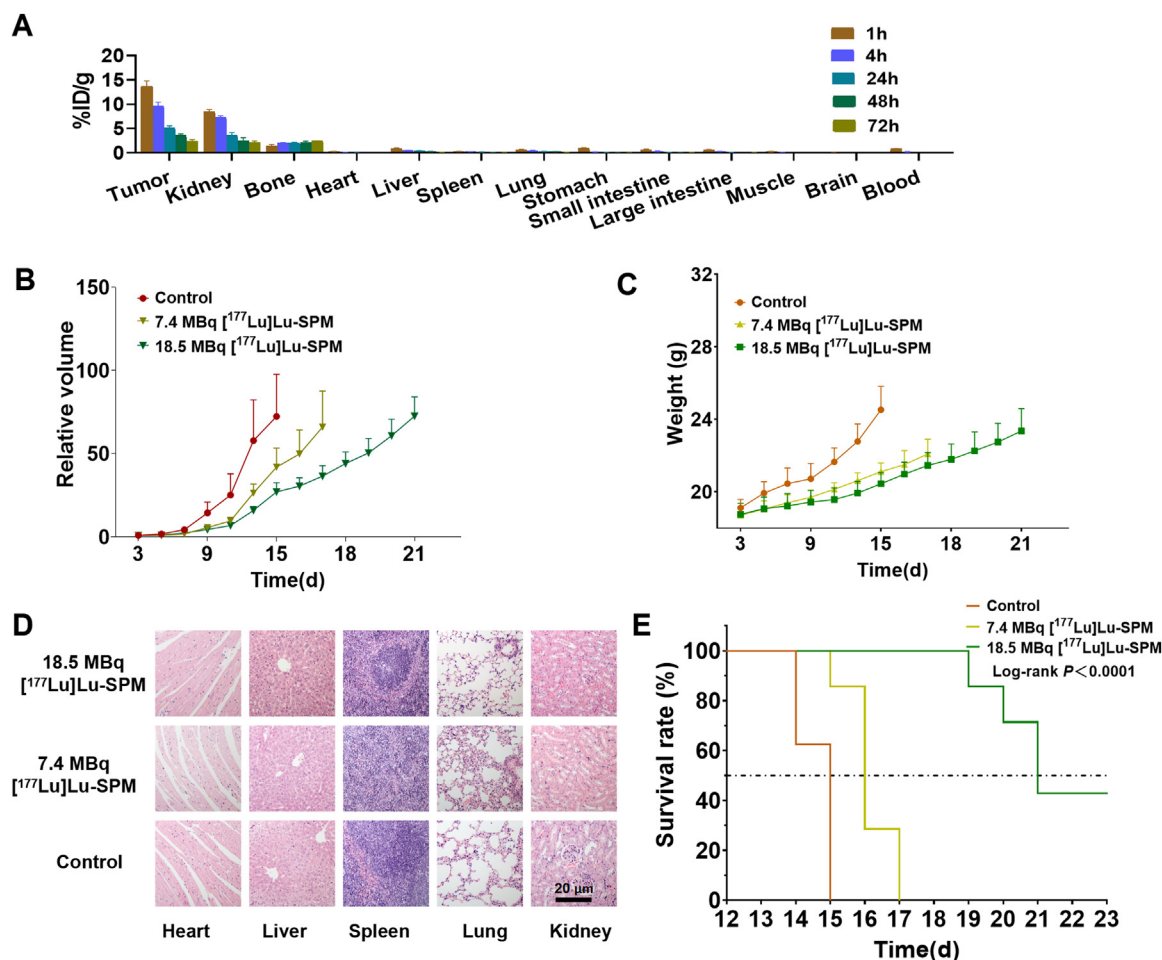 A
%ID/g
20
15
10
5
0
Tumor
Kidney
Bone
Heart
Liver
Spleen
Lung
Stomach
Small intestine
Large intestine
Muscle
Brain
Blood
1h
4h
24h
48h
72h
B
Relative volume
150
100
50
0
3
9
15
18
21
Time(d)
Control
7.4 MBq [¹⁷⁷Lu]Lu-SPM
18.5 MBq [¹⁷⁷Lu]Lu-SPM
C
Weight (g)
32
28
24
20
3
9
15
18
21
Time(d)
Control
7.4 MBq [¹⁷⁷Lu]Lu-SPM
18.5 MBq [¹⁷⁷Lu]Lu-SPM
D
18.5 MBq
[¹⁷⁷Lu]Lu-SPM
7.4 MBq
[¹⁷⁷Lu]Lu-SPM
Control
20 μm
Heart
Liver
Spleen
Lung
Kidney
E
Control
7.4 MBq [¹⁷⁷Lu]Lu-SPM
18.5 MBq [¹⁷⁷Lu]Lu-SPM
Log-rank P<0.0001
Survival rate (%)
100
80
60
40
20
0
12 13 14 15 16 17 18 19 20 21 22 23
Time(d)